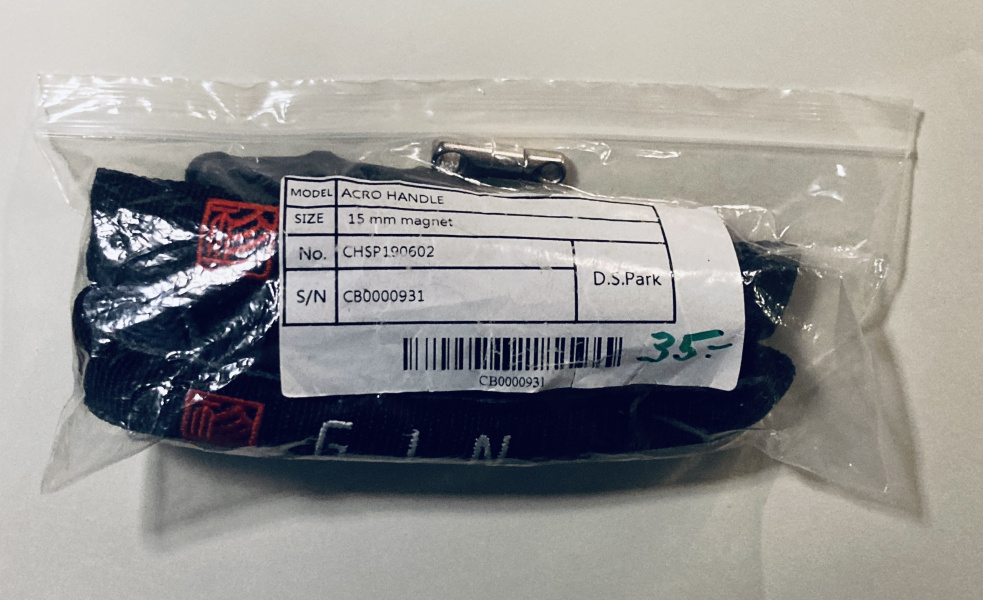 MODEL ACRO HANDLE
SIZE 15 mm magnet
No. CHSP190602
D.S.Park
S/N CB0000931
35.-
CB0000931
G I N